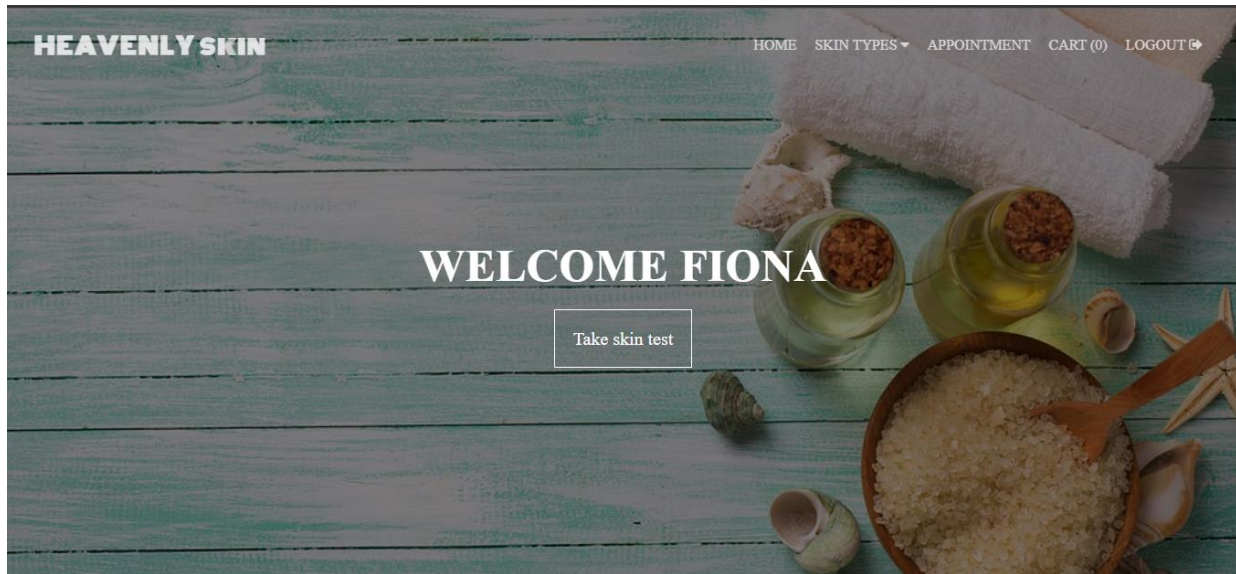 HEAVENLY SKIN
HOME SKIN TYPES APPOINTMENT CART (0) LOGOUT
WELCOME FIONA
Take skin test